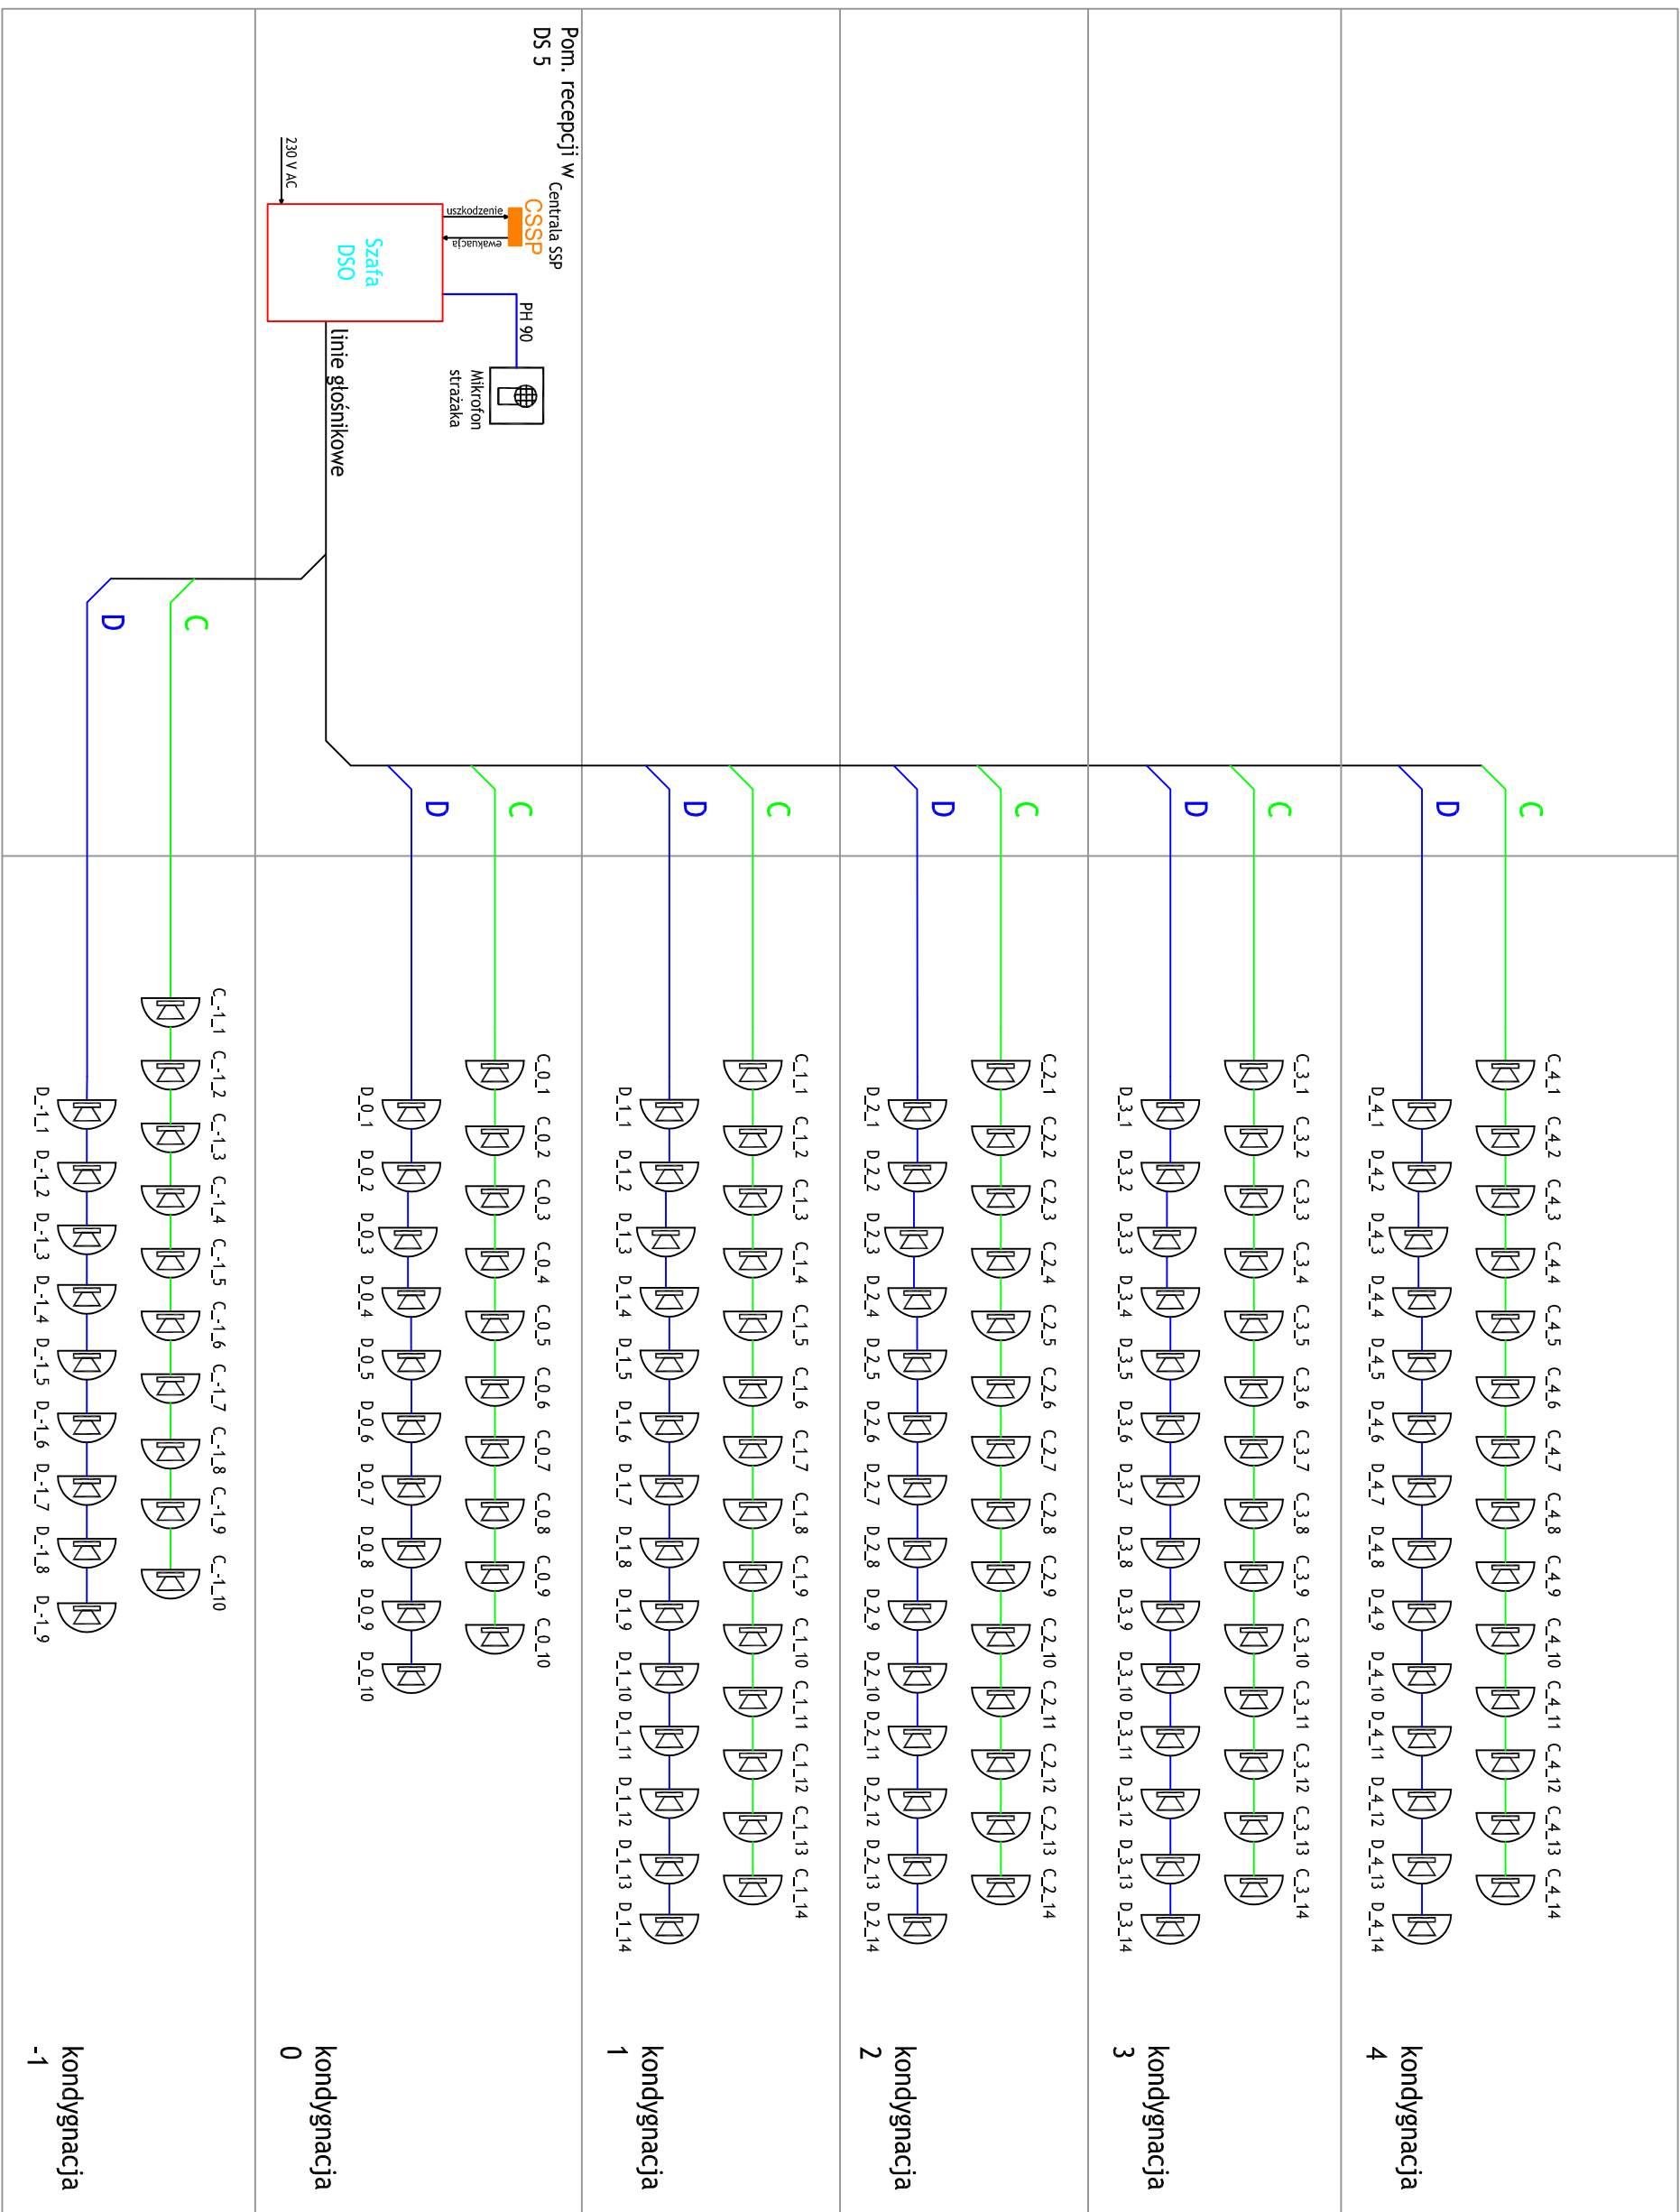 kondygnacja
4
C
C_4_1 C_4_2 C_4_3 C_4_4 C_4_5 C_4_6 C_4_7 C_4_8 C_4_9 C_4_10 C_4_11 C_4_12 C_4_13 C_4_14
D
D_4_1 D_4_2 D_4_3 D_4_4 D_4_5 D_4_6 D_4_7 D_4_8 D_4_9 D_4_10 D_4_11 D_4_12 D_4_13 D_4_14
kondygnacja
3
C
C_3_1 C_3_2 C_3_3 C_3_4 C_3_5 C_3_6 C_3_7 C_3_8 C_3_9 C_3_10 C_3_11 C_3_12 C_3_13 C_3_14
D
D_3_1 D_3_2 D_3_3 D_3_4 D_3_5 D_3_6 D_3_7 D_3_8 D_3_9 D_3_10 D_3_11 D_3_12 D_3_13 D_3_14
kondygnacja
2
C
C_2_1 C_2_2 C_2_3 C_2_4 C_2_5 C_2_6 C_2_7 C_2_8 C_2_9 C_2_10 C_2_11 C_2_12 C_2_13 C_2_14
D
D_2_1 D_2_2 D_2_3 D_2_4 D_2_5 D_2_6 D_2_7 D_2_8 D_2_9 D_2_10 D_2_11 D_2_12 D_2_13 D_2_14
kondygnacja
1
C
C_1_1 C_1_2 C_1_3 C_1_4 C_1_5 C_1_6 C_1_7 C_1_8 C_1_9 C_1_10 C_1_11 C_1_12 C_1_13 C_1_14
D
D_1_1 D_1_2 D_1_3 D_1_4 D_1_5 D_1_6 D_1_7 D_1_8 D_1_9 D_1_10 D_1_11 D_1_12 D_1_13 D_1_14
Pom. recepcji w
DS 5
Centrala SSP
CSSP
uszkodzenie
ewakuacja
230 V AC
Szafa
DSO
PH 90
Mikrofon
strażaka
linie głośnikowe
kondygnacja
0
C
C_0_1 C_0_2 C_0_3 C_0_4 C_0_5 C_0_6 C_0_7 C_0_8 C_0_9 C_0_10
D
D_0_1 D_0_2 D_0_3 D_0_4 D_0_5 D_0_6 D_0_7 D_0_8 D_0_9 D_0_10
kondygnacja
-1
C
C_-1_1 C_-1_2 C_-1_3 C_-1_4 C_-1_5 C_-1_6 C_-1_7 C_-1_8 C_-1_9 C_-1_10
D
D_-1_1 D_-1_2 D_-1_3 D_-1_4 D_-1_5 D_-1_6 D_-1_7 D_-1_8 D_-1_9